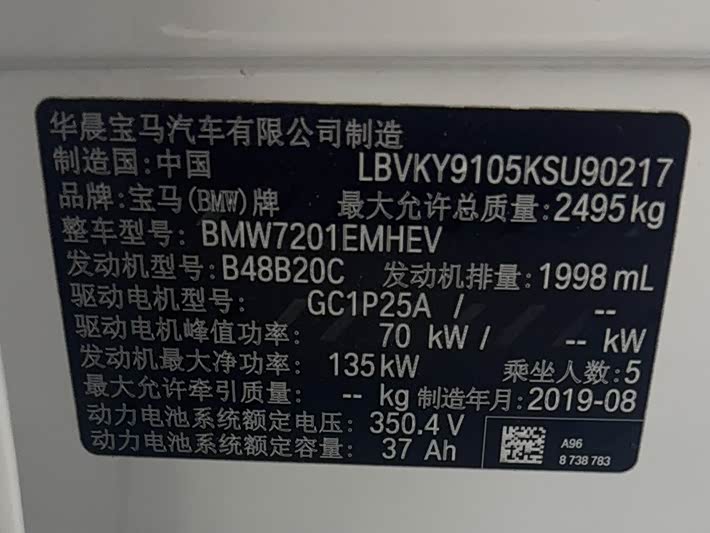 华晨宝马汽车有限公司制造
制造国:中国 LBVKY9105KSU90217
品牌:宝马(BMW)牌 最大允许总质量:2495kg
整车型号: BMW7201EMHEV
发动机型号:B48B20C 发动机排量:1998 mL
驱动电机型号: GC1P25A / --
驱动电机峰值功率: 70 kW / -- kW
发动机最大净功率: 135kW 乘坐人数:5
最大允许牵引质量: -- kg 制造年月:2019-08
动力电池系统额定电压: 350.4 V
动力电池系统额定容量: 37 Ah
A96
8 738 783